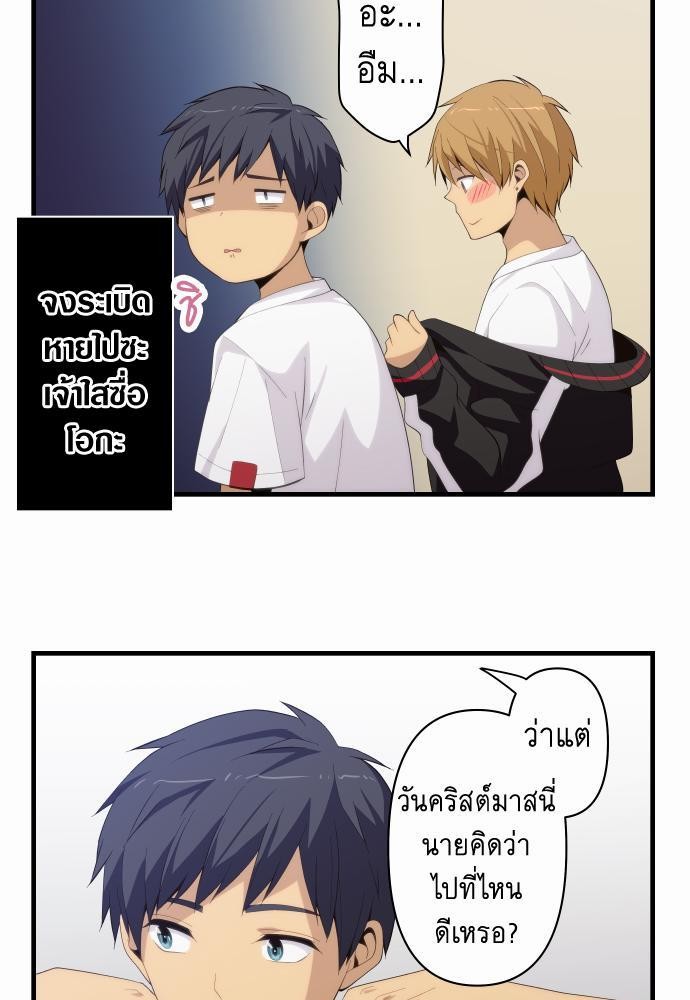 อะ...
อืม...
จงระเบิด
หายไปซะ
เจ้าใสซื่อ
โอกะ
ชิ
ว่าแต่
วันคริสต์มาสนี่
นายคิดว่า
ไปที่ไหน
ดีเหรอ?